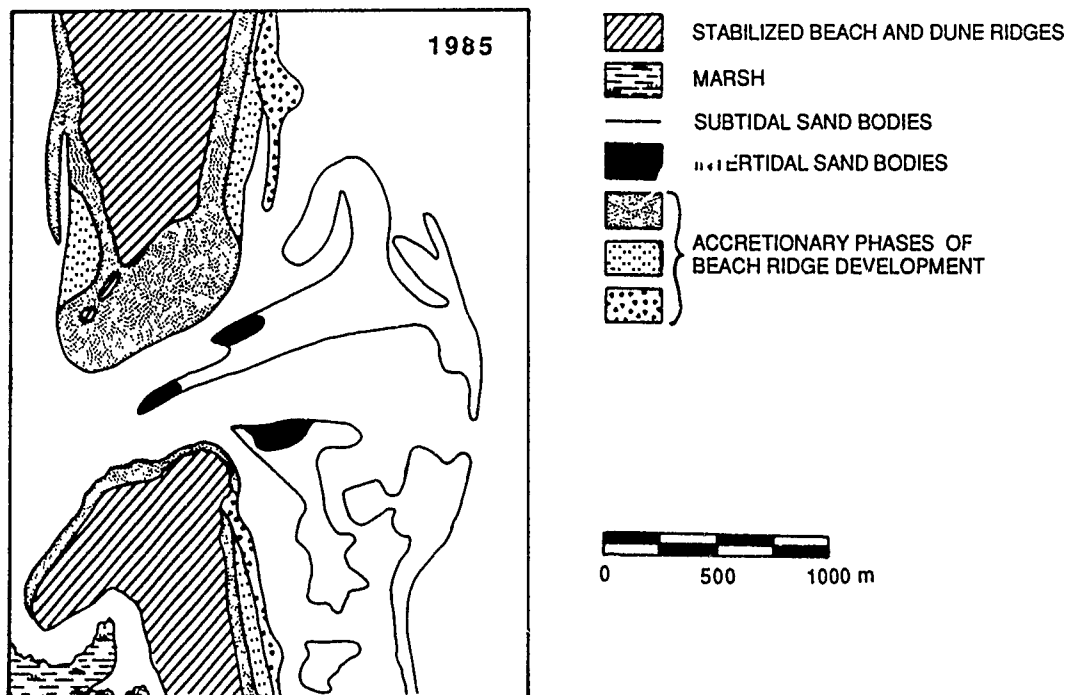 1985
STABILIZED BEACH AND DUNE RIDGES
MARSH
SUBTIDAL SAND BODIES
SAND BODIES
ACCRETIONARY PHASES OF
BEACH RIDGE DEVELOPMENT
0 500 1000 m